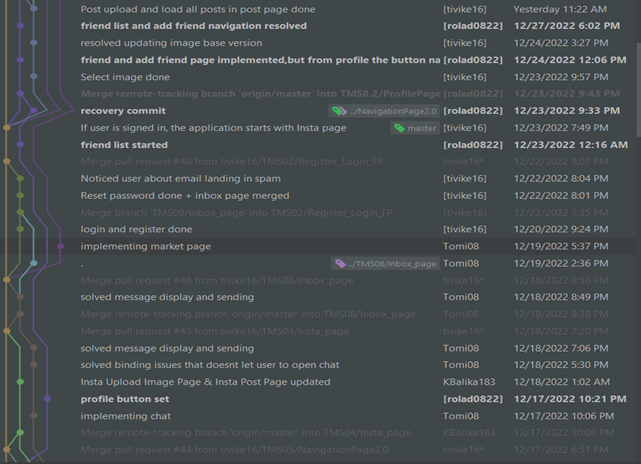 Post upload and load all posts in post page done [tivike16] Yesterday 11:22 AM
friend list and add friend navigation resolved [rolad0822] 12/27/2022 6:02 PM
resolved updating image base version [tivike16] 12/24/2022 3:27 PM
friend and add friend page implemented,but from profile the button na [rolad0822] 12/24/2022 12:06 PM
Select image done [tivike16] 12/23/2022 9:57 PM
Merge remote-tracking branch 'origin/master' into TMS8.2/ProfilePage [rolad0822] 12/23/2022 9:43 PM
recovery commit ../NavigationPage2.0 [rolad0822] 12/23/2022 9:33 PM
If user is signed in, the application starts with Insta page master [tivike16] 12/23/2022 7:49 PM
friend list started [rolad0822] 12/23/2022 12:16 AM
Merge pull request #48 from tivike16/TMS02/Register_Login_FP tivike16* 12/22/2022 8:07 PM
Noticed user about email landing in spam [tivike16] 12/22/2022 8:04 PM
Reset password done + inbox page merged [tivike16] 12/22/2022 8:01 PM
Merge branch 'TMS08/Inbox_page' into TMS02/Register_Login_FP [tivike16] 12/22/2022 7:35 PM
login and register done [tivike16] 12/20/2022 9:24 PM
implementing market page Tomi08 12/19/2022 5:37 PM
. ../TMS08/Inbox_page Tomi08 12/19/2022 2:36 PM
Merge pull request #46 from tivike16/TMS08/Inbox_page tivike16* 12/18/2022 8:56 PM
solved message display and sending Tomi08 12/18/2022 8:49 PM
Merge remote-tracking branch 'origin/master' into TMS08/Inbox_page Tomi08 12/18/2022 8:38 PM
Merge pull request #45 from tivike16/TMS04/Insta_page tivike16* 12/18/2022 7:20 PM
solved message display and sending Tomi08 12/18/2022 7:06 PM
solved binding issues that doesnt let user to open chat Tomi08 12/18/2022 5:30 PM
Insta Upload Image Page & Insta Post Page updated KBalika183 12/18/2022 1:02 AM
profile button set [rolad0822] 12/17/2022 10:21 PM
implementing chat Tomi08 12/17/2022 10:06 PM
Merge remote-tracking branch 'origin/master' into TMS04/Insta_page KBalika183 12/17/2022 10:03 PM
Merge pull request #44 from tivike16/TMS05/NavigationPage2.0 tivike16* 12/17/2022 6:51 PM